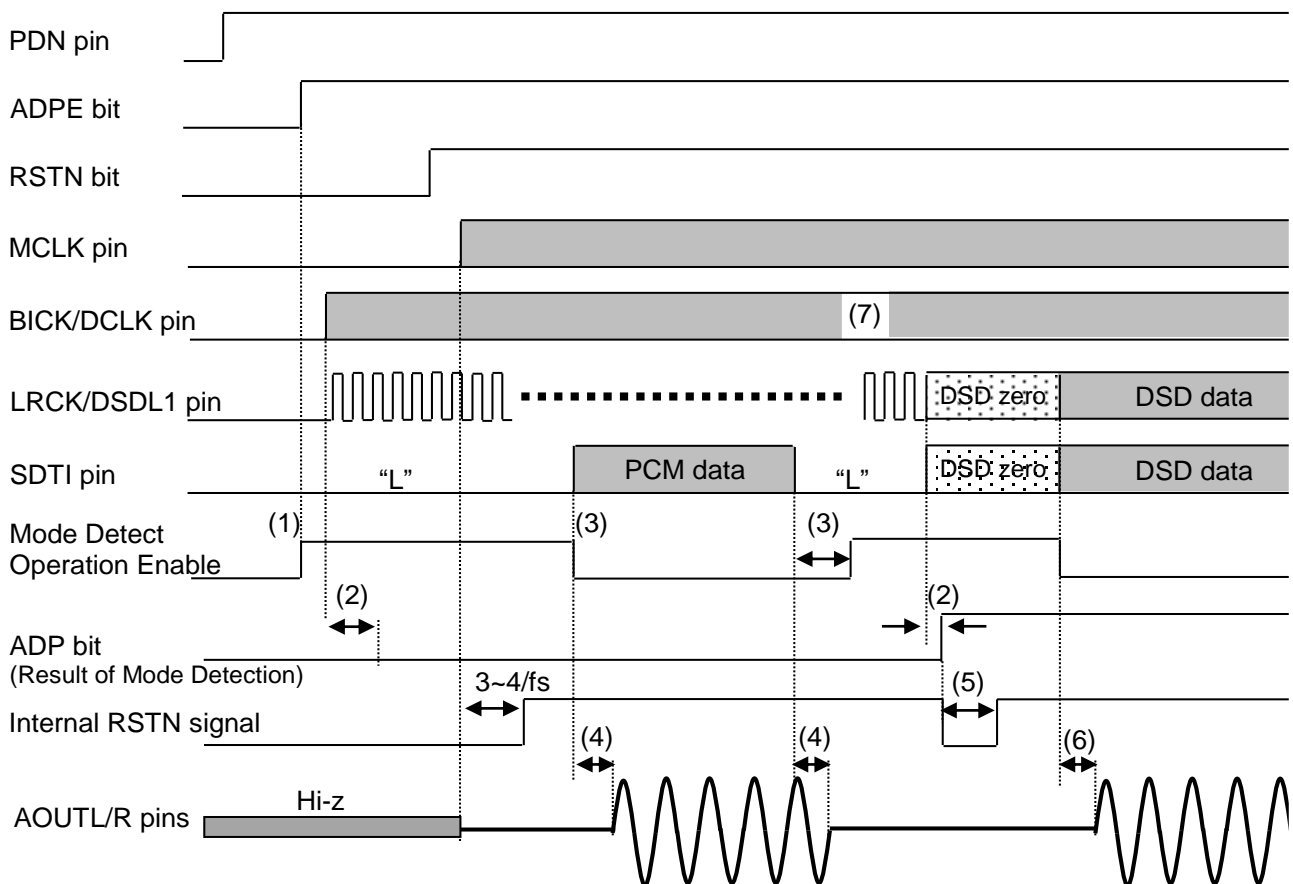 PDN pin
ADPE bit
RSTN bit
MCLK pin
BICK/DCLK pin
(7)
LRCK/DSDL1 pin
DSD zero
DSD data
SDTI pin
“L”
PCM data
“L”
DSD zero
DSD data
Mode Detect
Operation Enable
(1)
(3)
(3)
(2)
(2)
ADP bit
(Result of Mode Detection)
3~4/fs
(5)
Internal RSTN signal
(4)
(4)
(6)
Hi-z
AOUTL/R pins